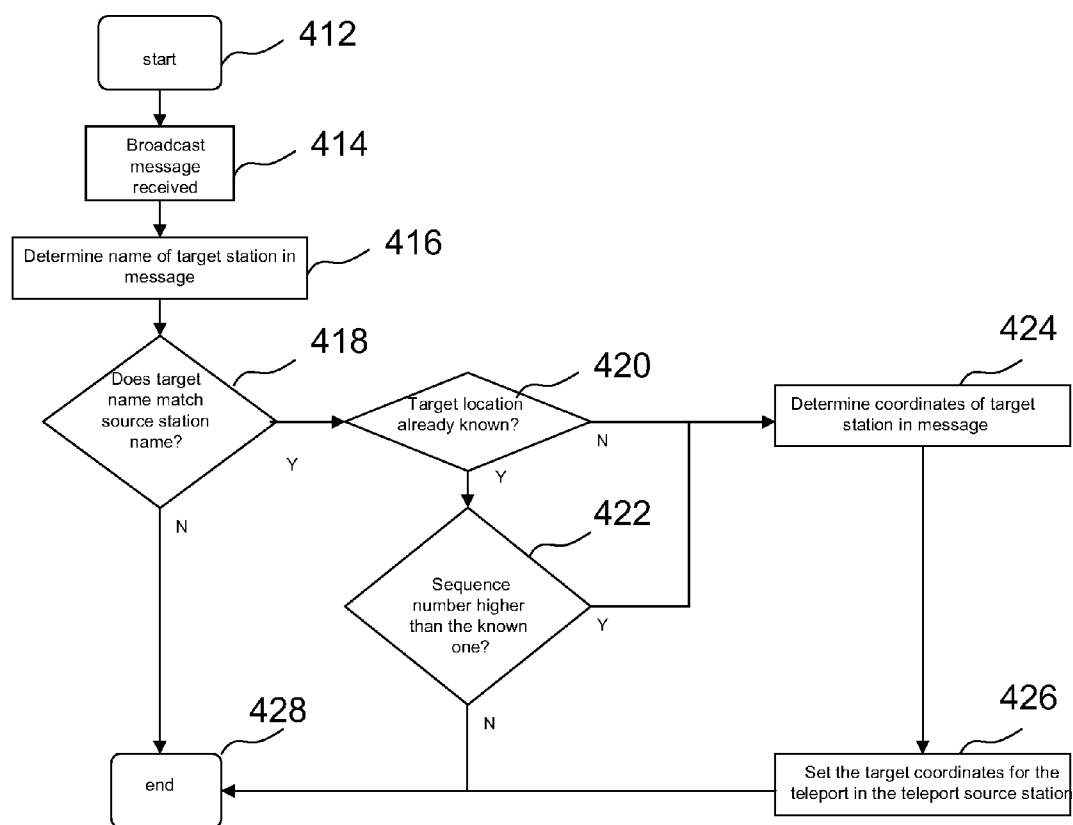 412
start
Broadcast
message
received
414
416
Determine name of target station in
message
418
Does target
name match
source station
name?
Y
N
420
Target location
already known?
N
Y
422
Sequence
number higher
than the known
one?
Y
N
424
Determine coordinates of target
station in message
426
Set the target coordinates for the
teleport in the teleport source station
428
end